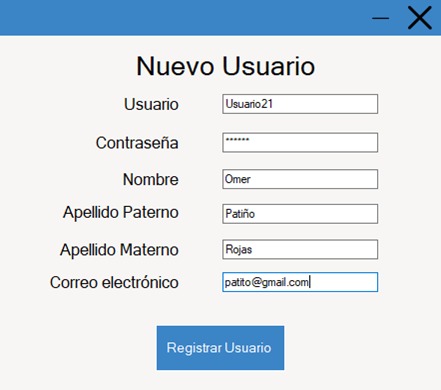 Nuevo Usuario
Usuario Usuario21
Contraseña ******
Nombre Omer
Apellido Paterno Patiño
Apellido Materno Rojas
Correo electrónico patito@gmail.com
Registrar Usuario